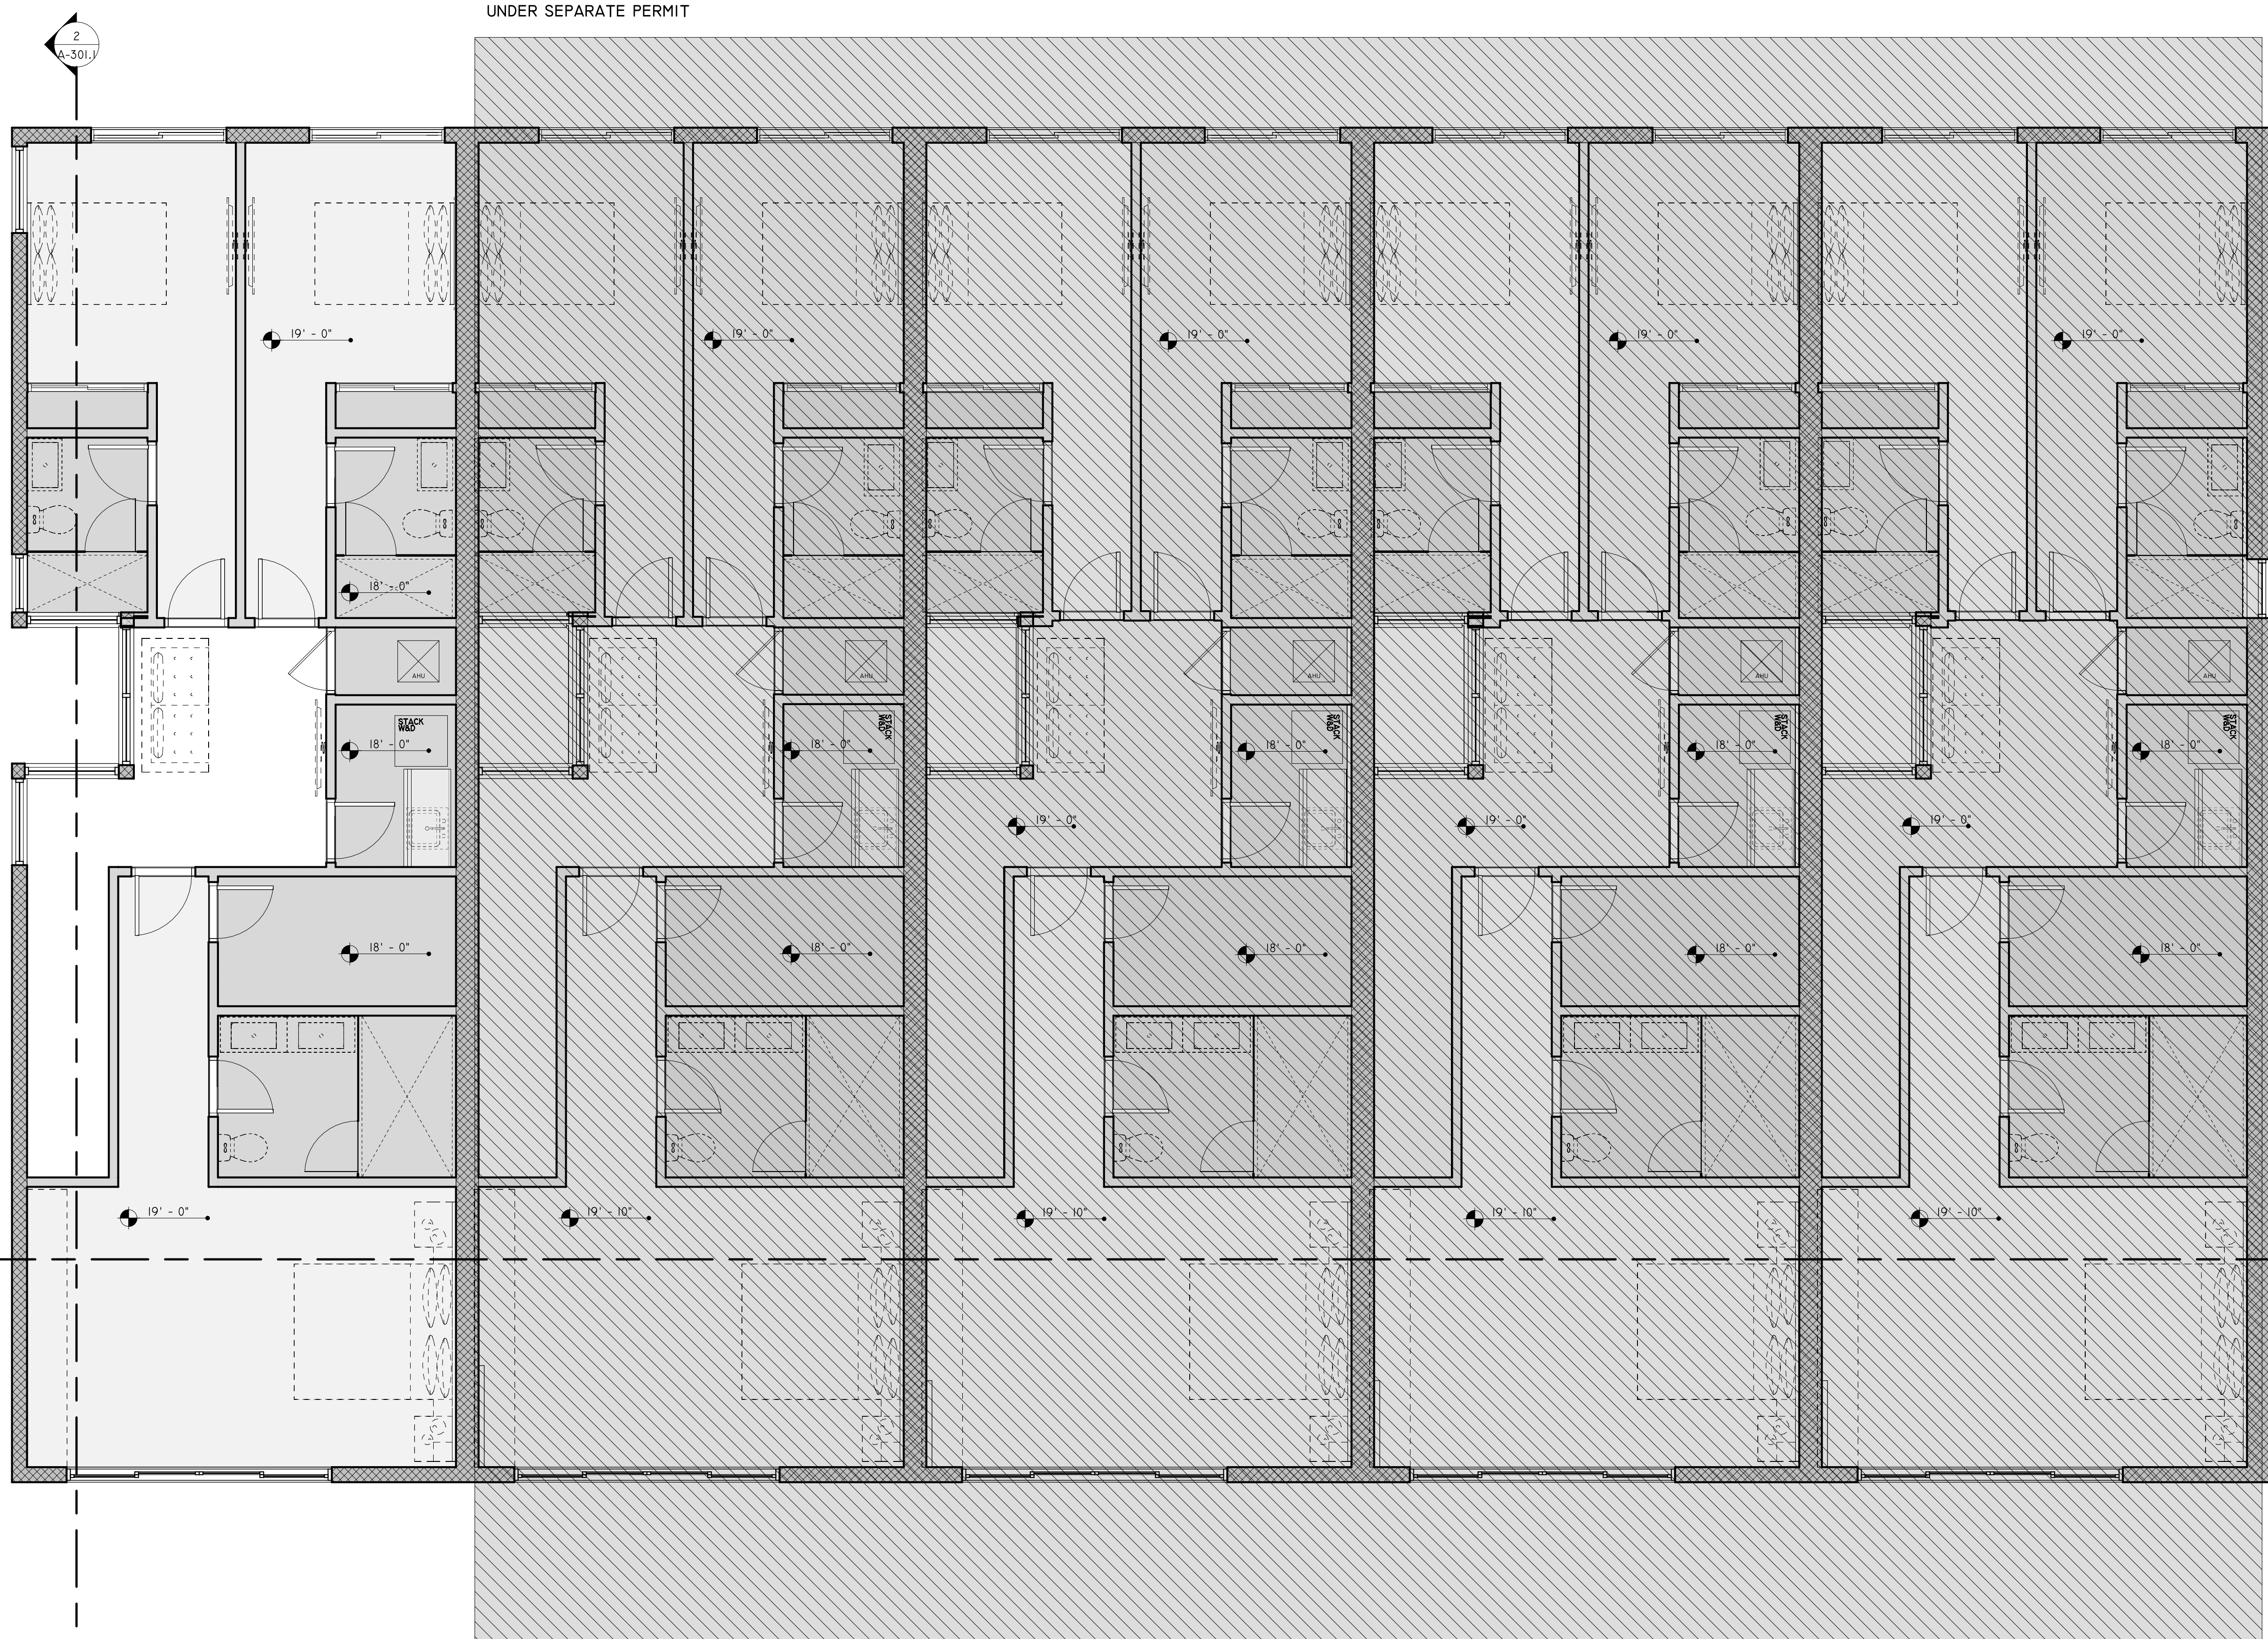 UNDER SEPARATE PERMIT
2
A-301.1
19' - 0"
19' - 0"
19' - 0"
19' - 0"
19' - 0"
18' - 0"
AHU
AHU
AHU
AHU
AHU
STACK
W&D
STACK
W&D
STACK
W&D
STACK
W&D
STACK
W&D
18' - 0"
18' - 0"
18' - 0"
18' - 0"
18' - 0"
19' - 0"
19' - 0"
19' - 0"
18' - 0"
18' - 0"
18' - 0"
18' - 0"
18' - 0"
19' - 0"
19' - 10"
19' - 10"
19' - 10"
19' - 10"